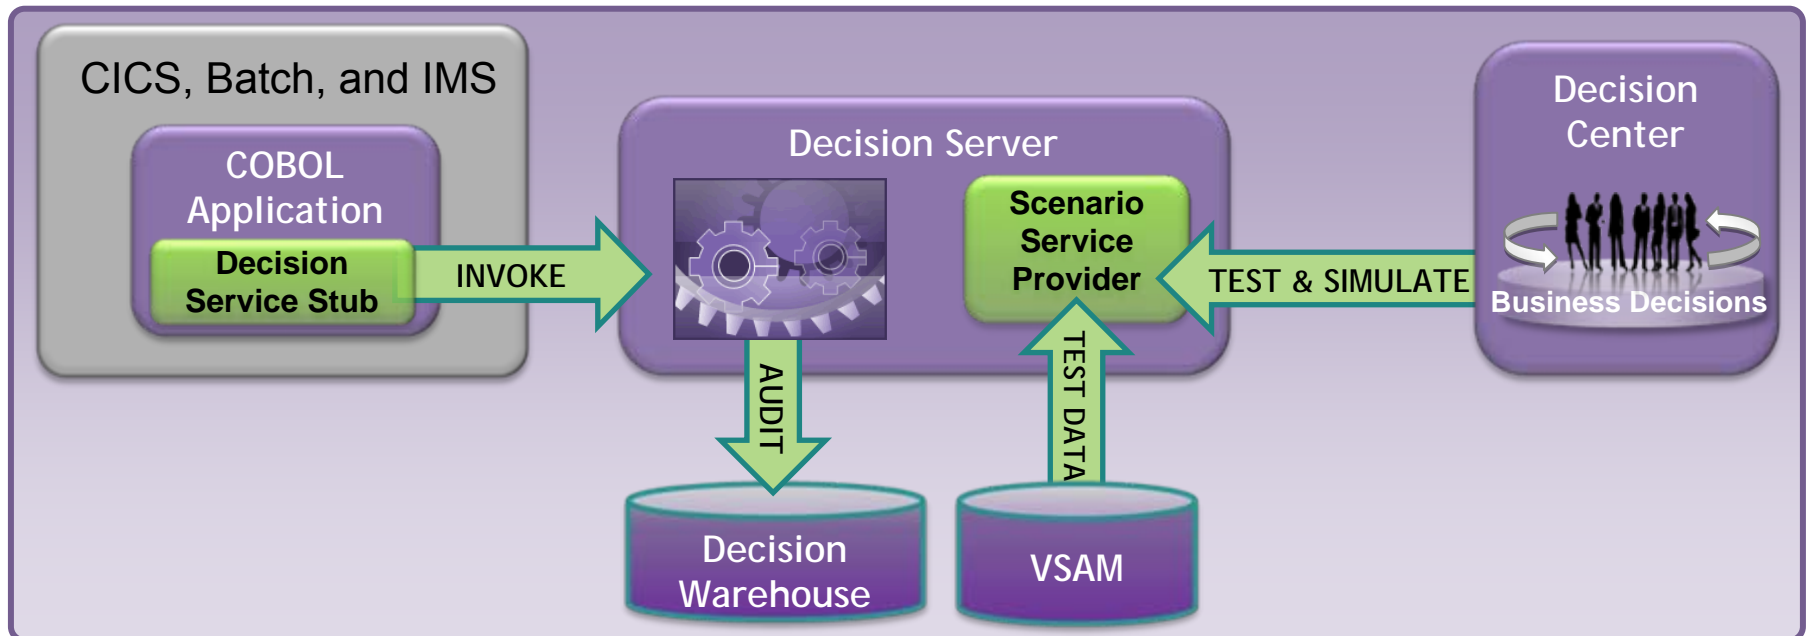 CICS, Batch, and IMS
COBOL
Application
Decision
Service Stub
INVOKE
Decision Server
Scenario
Service
Provider
TEST & SIMULATE
Decision
Center
Business Decisions
AUDIT
TEST DATA
Decision
Warehouse
VSAM